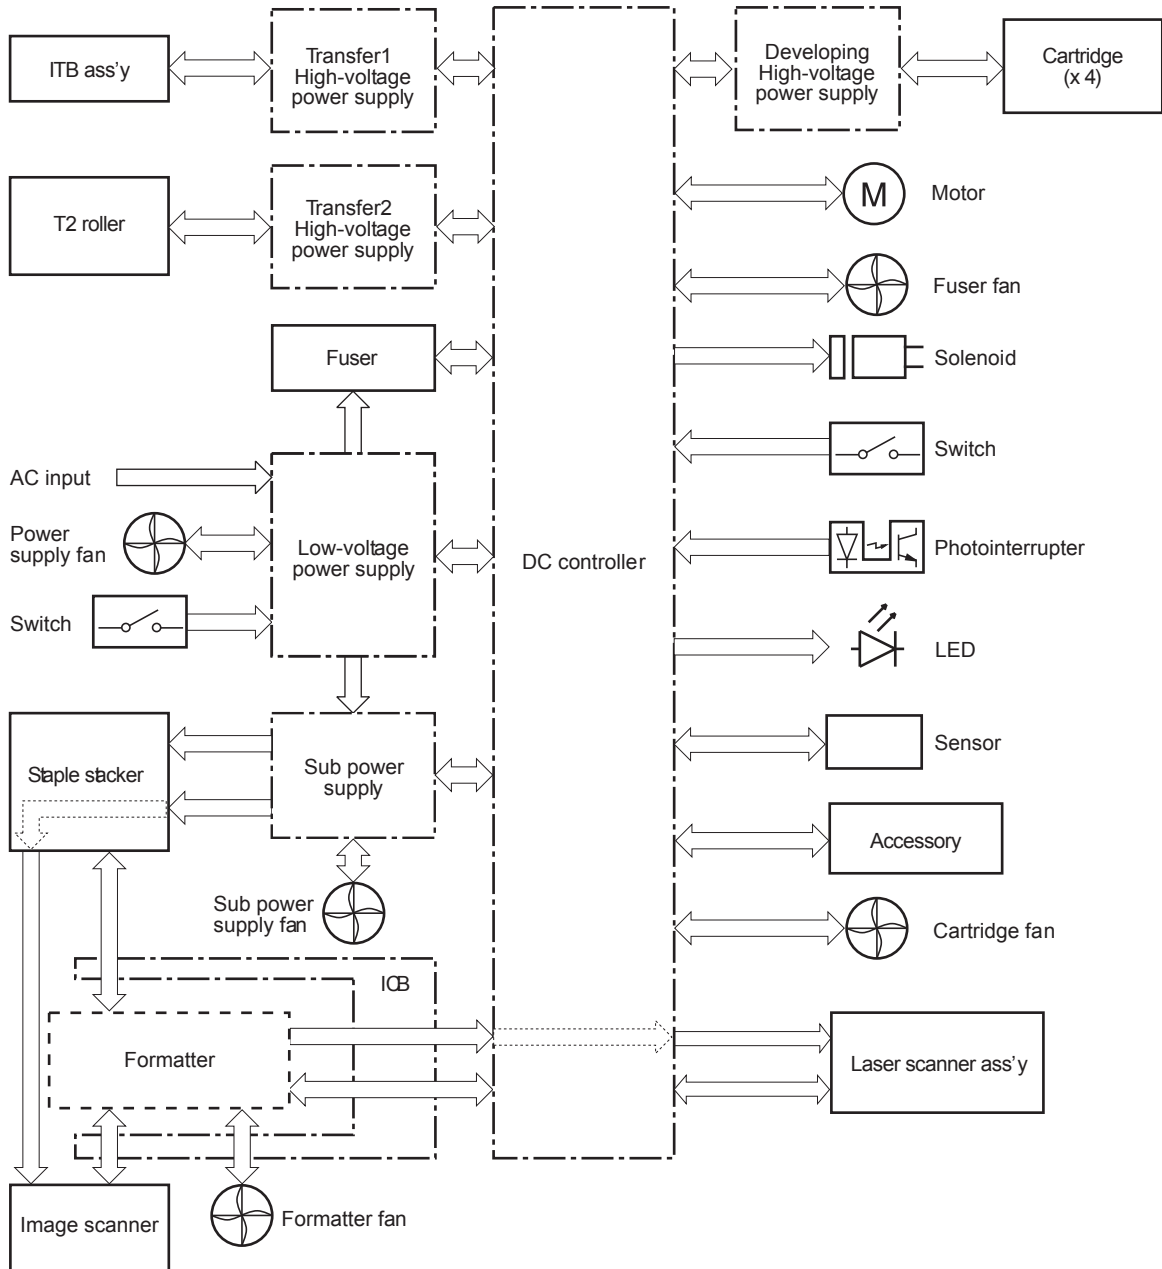 ITB ass'y
Transfer1
High-voltage
power supply
Developing
High-voltage
power supply
Cartridge
(x 4)
T2 roller
Transfer2
High-voltage
power supply
M
Motor
Fuser fan
Fuser
Solenoid
AC input
Switch
Power
supply fan
Low-voltage
power supply
DC controller
Photointerrupter
Switch
LED
Staple stacker
Sub power
supply
Sensor
Accessory
Sub power
supply fan
Cartridge fan
ICB
Formatter
Laser scanner ass'y
Image scanner
Formatter fan